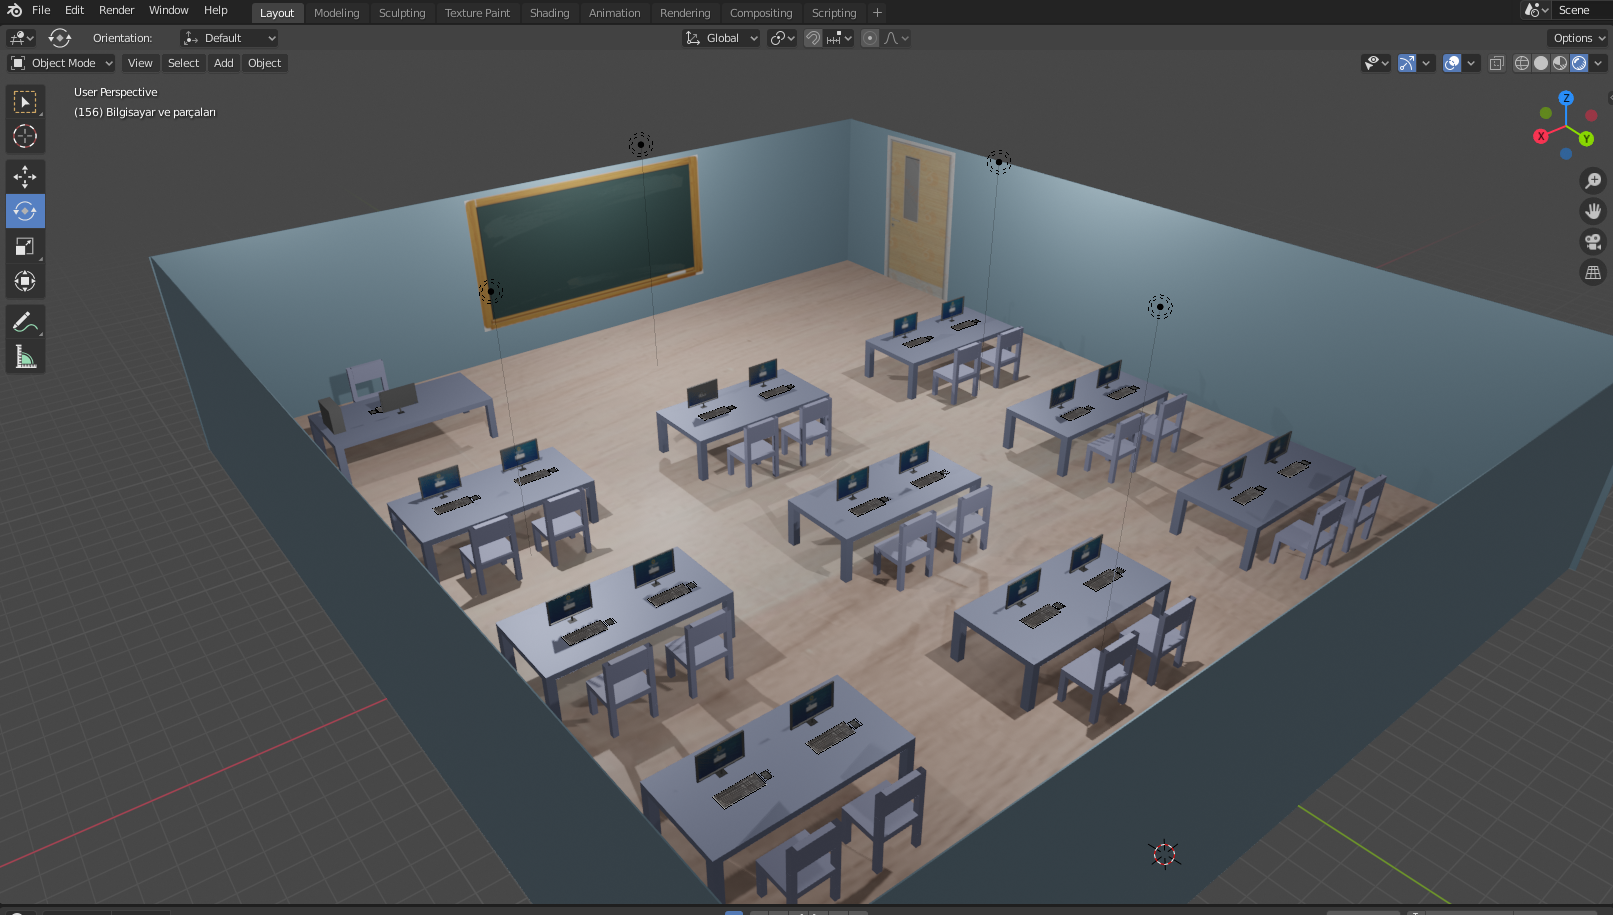 File Edit Render Window Help Layout Modeling Sculpting Texture Paint Shading Animation Rendering Compositing Scripting + Scene
Orientation: Default Global Options
Object Mode View Select Add Object
User Perspective
(156) Bilgisayar ve parçaları
Z
X
Y